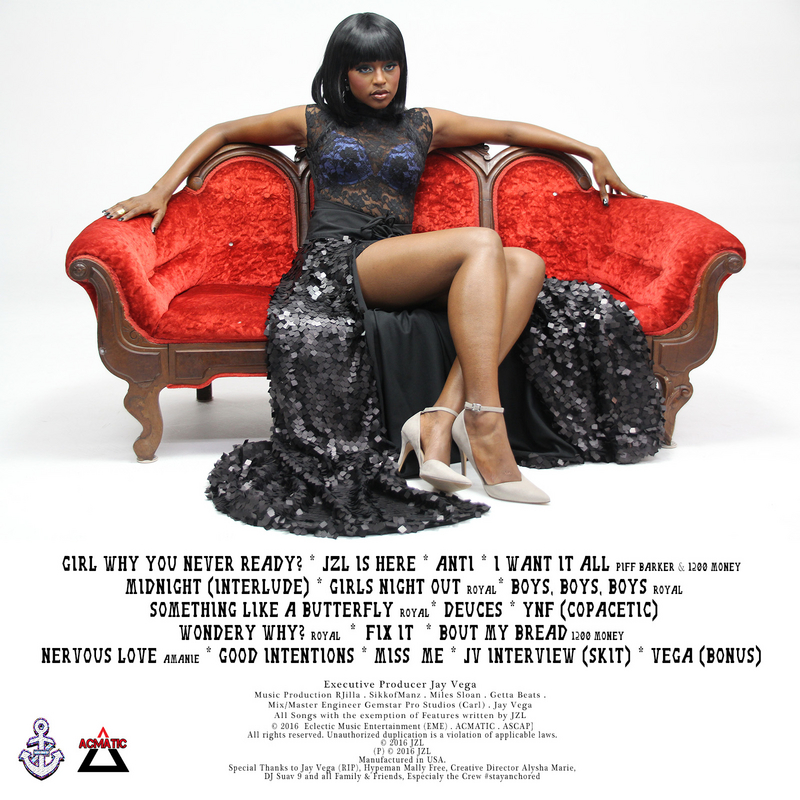 GIRL WHY YOU NEVER READY? * JZL IS HERE * ANTI * I WANT IT ALL PIFF BARKER & 1200 MONEY
MIDNIGHT (INTERLUDE) * GIRLS NIGHT OUT ROYAL * BOYS, BOYS, BOYS ROYAL
SOMETHING LIKE A BUTTERFLY ROYAL * DEUCES * YNF (COPACETIC)
WONDERY WHY? ROYAL * FIX IT * BOUT MY BREAD 1200 MONEY
NERVOUS LOVE AMANIE * GOOD INTENTIONS * MISS ME * JV INTERVIEW (SKIT) * VEGA (BONUS)
Executive Producer Jay Vega
Music Production RJilla . SikkofManz . Miles Sloan . Getta Beats .
Mix/Master Engineer Gemstar Pro Studios (Carl) . Jay Vega
All Songs with the exemption of Features written by JZL
© 2016 Eclectic Music Entertainment (EME) . ACMATIC . ASCAP]
All rights reserved. Unauthorized duplication is a violation of applicable laws.
© 2016 JZL
(P) © 2016 JZL
Manufactured in USA.
Special Thanks to Jay Vega (RIP), Hypeman Mally Free, Creative Director Alysha Marie,
DJ Suav 9 and all Family & Friends, Especialy the Crew #stayanchored
ACMATIC